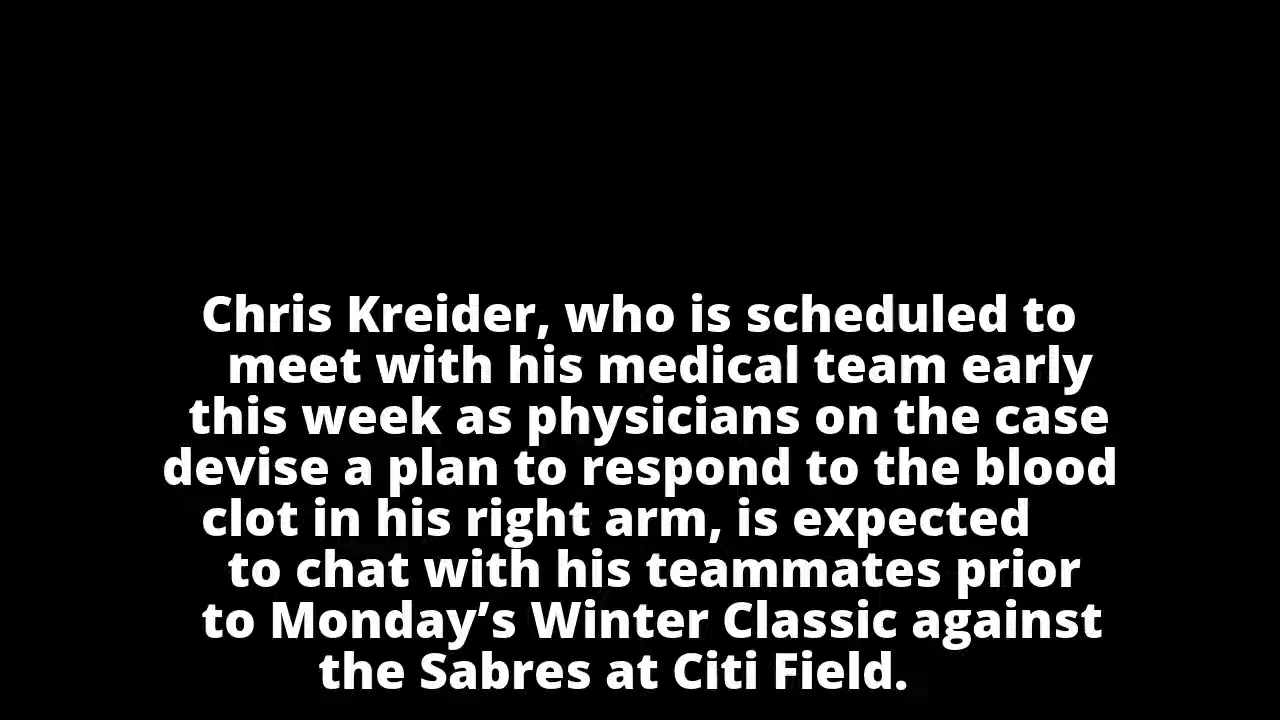 Chris Kreider, who is scheduled to
meet with his medical team early
this week as physicians on the case
devise a plan to respond to the blood
clot in his right arm, is expected
to chat with his teammates prior
to Monday’s Winter Classic against
the Sabres at Citi Field.